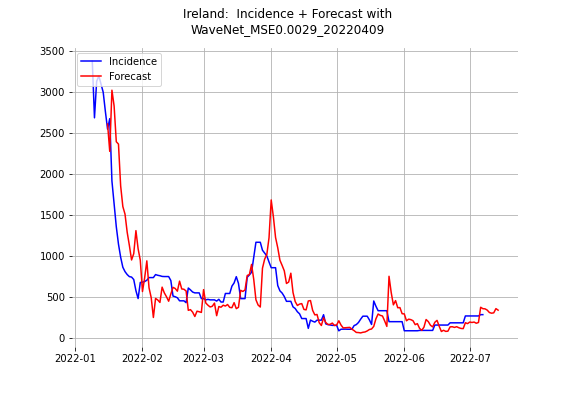 Ireland:  Incidence + Forecast with
WaveNet_MSE0.0029_20220409
3500
Incidence
Forecast
3000
2500
2000
1500
1000
500
0
2022-01 2022-02 2022-03 2022-04 2022-05 2022-06 2022-07